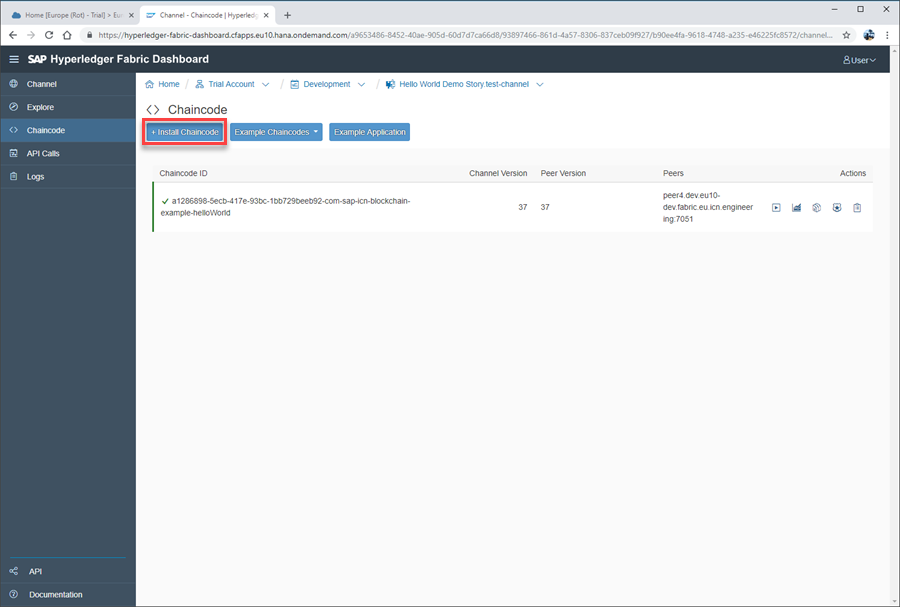 Home [Europe (Rot) - Trial] > Eu
Channel - Chaincode | Hyperledg
https://hyperledger-fabric-dashboard.cfapps.eu10.hana.ondemand.com/a9653486-8452-40ae-905d-60d7d7ca66d8/93897466-861d-4a57-8306-837ceb09f927/b90ee4fa-9618-4748-a235-e46225fc8572/channel...
SAP Hyperledger Fabric Dashboard
User
Channel
Explore
Chaincode
API Calls
Logs
API
Documentation
Home / Trial Account / Development / Hello World Demo Story.test-channel
<> Chaincode
+ Install Chaincode
Example Chaincodes
Example Application
Chaincode ID Channel Version Peer Version Peers Actions
a1286898-5ecb-417e-93bc-1bb729beeb92-com-sap-icn-blockchain-
example-helloWorld
37
37
peer4.dev.eu10-
dev.fabric.eu.icn.engineer
ing:7051